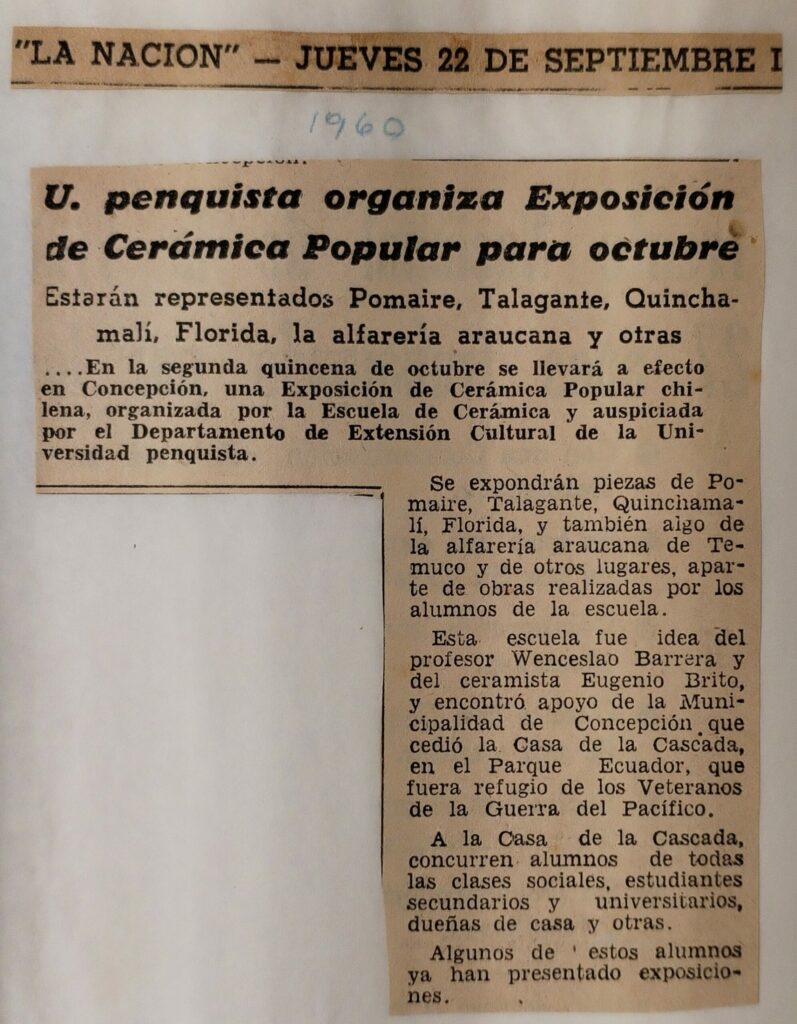 "LA NACION" — JUEVES 22 DE SEPTIEMBRE
1960
U. penquista organiza Exposición
de Cerámica Popular para octubre
Estarán representados Pomaire, Talagante, Quincha-
malí, Florida, la alfarería araucana y otras
....En la segunda quincena de octubre se llevará a efecto
en Concepción, una Exposición de Cerámica Popular chi-
lena, organizada por la Escuela de Cerámica y auspiciada
por el Departamento de Extensión Cultural de la Uni-
versidad penquista.
Se expondrán piezas de Po-
maire, Talagante, Quinchama-
lí, Florida, y también algo de
la alfarería araucana de Te-
muco y de otros lugares, apar-
te de obras realizadas por los
alumnos de la escuela.
Esta escuela fue idea del
profesor Wenceslao Barrera y
del ceramista Eugenio Brito,
y encontró apoyo de la Muni-
cipalidad de Concepción que
cedió la Casa de la Cascada,
en el Parque Ecuador, que
fuera refugio de los Veteranos
de la Guerra del Pacífico.
A la Casa de la Cascada,
concurren alumnos de todas
las clases sociales, estudiantes
secundarios y universitarios,
dueñas de casa y otras.
Algunos de estos alumnos
ya han presentado exposicio-
nes.